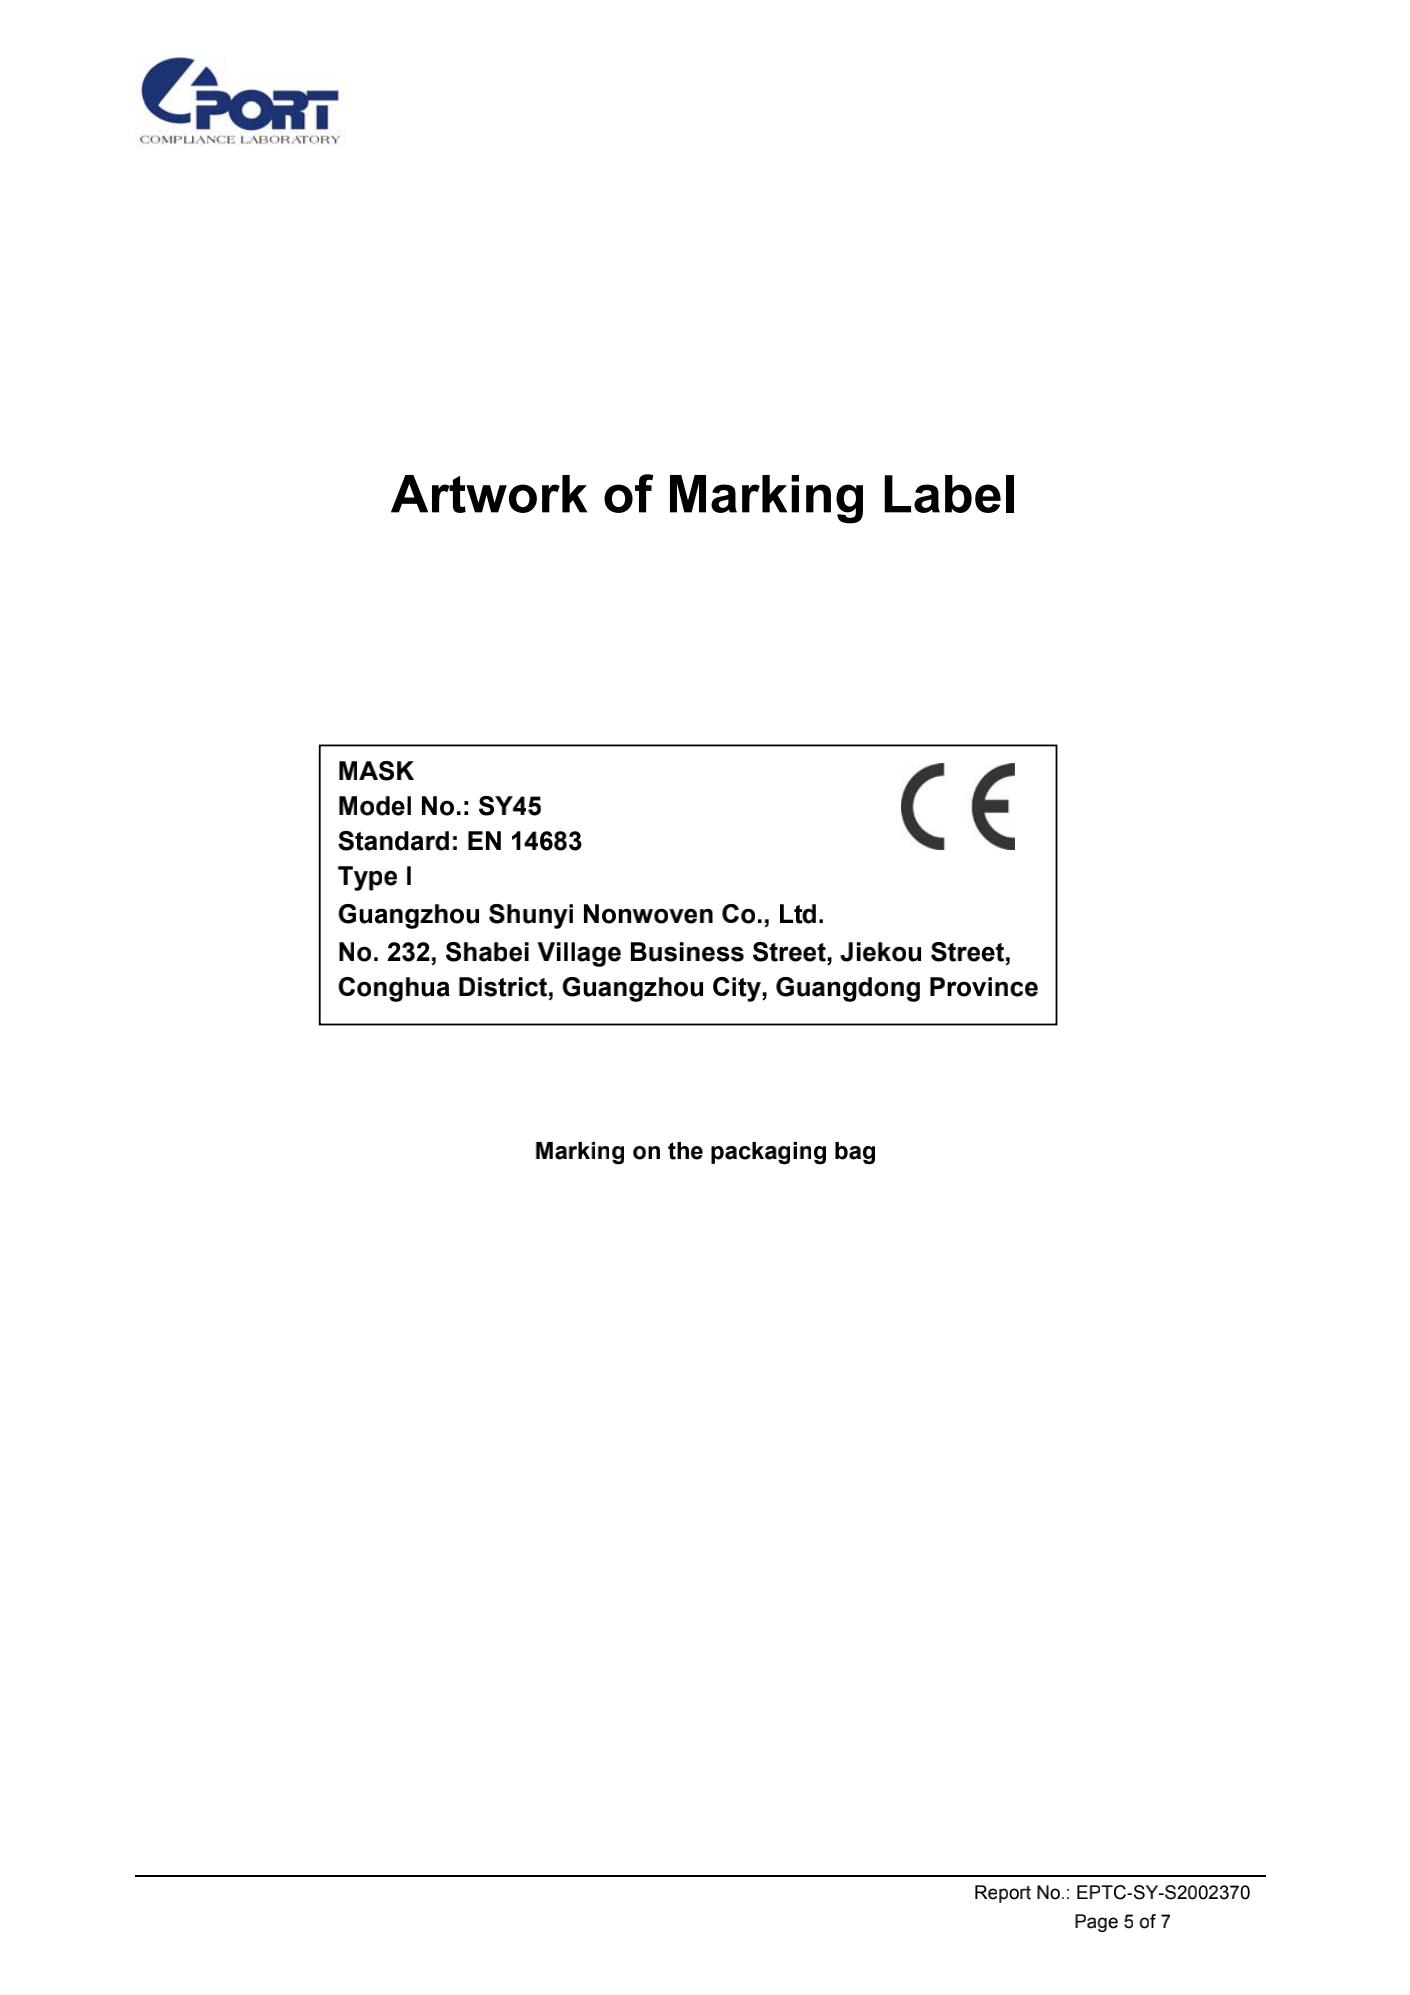 PORT
COMPLIANCE LABORATORY
Artwork of Marking Label
MASK
CE
Model No.: SY45
Standard: EN 14683
Type I
Guangzhou Shunyi Nonwoven Co., Ltd.
No. 232, Shabei Village Business Street, Jiekou Street,
Conghua District, Guangzhou City, Guangdong Province
Marking on the packaging bag
Report No.: EPTC-SY-S2002370
Page 5 of 7